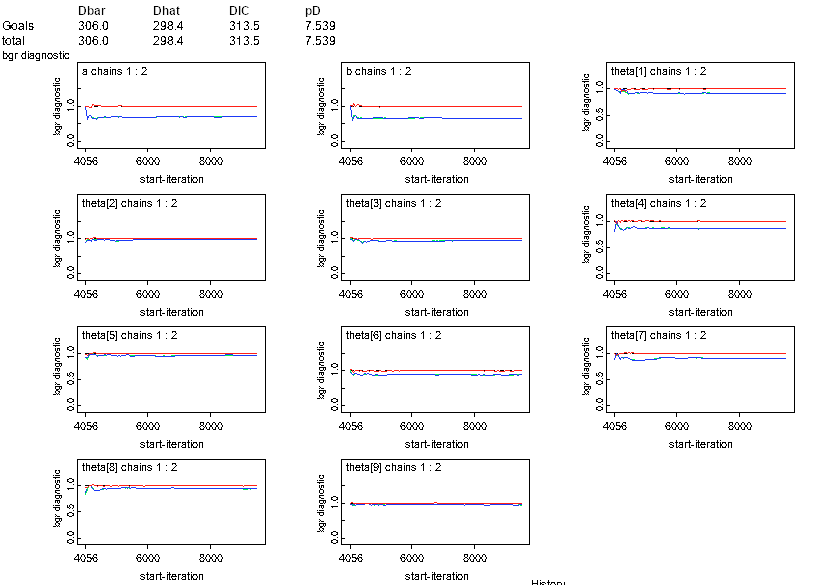 Dbar Dhat DIC pD
Goals 306.0 298.4 313.5 7.539
total 306.0 298.4 313.5 7.539
bgr diagnostic
a chains 1 : 2
bgr diagnostic
0.0 1.0
4056 6000 8000
start-iteration
b chains 1 : 2
bgr diagnostic
0.0 1.0
4056 6000 8000
start-iteration
theta[1] chains 1 : 2
bgr diagnostic
0.0 0.5 1.0
4056 6000 8000
start-iteration
theta[2] chains 1 : 2
bgr diagnostic
0.0 1.0
4056 6000 8000
start-iteration
theta[3] chains 1 : 2
bgr diagnostic
0.0 1.0
4056 6000 8000
start-iteration
theta[4] chains 1 : 2
bgr diagnostic
0.0 0.5 1.0
4056 6000 8000
start-iteration
theta[5] chains 1 : 2
bgr diagnostic
0.0 0.5 1.0
4056 6000 8000
start-iteration
theta[6] chains 1 : 2
bgr diagnostic
0.0 1.0
4056 6000 8000
start-iteration
theta[7] chains 1 : 2
bgr diagnostic
0.0 0.5 1.0
4056 6000 8000
start-iteration
theta[8] chains 1 : 2
bgr diagnostic
0.0 0.5 1.0
4056 6000 8000
start-iteration
theta[9] chains 1 : 2
bgr diagnostic
0.0 1.0
4056 6000 8000
start-iteration
History